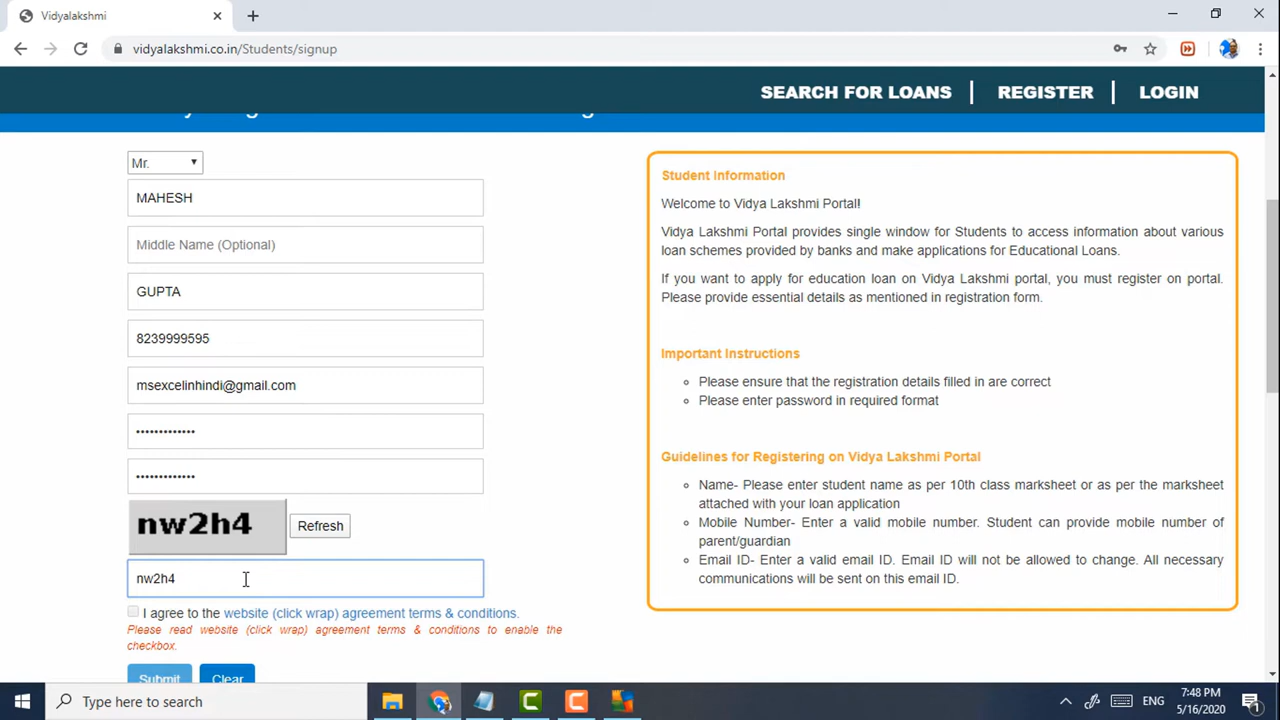 Vidyalakshmi
vidyalakshmi.co.in/Students/signup
SEARCH FOR LOANS
REGISTER
LOGIN
Mr.
MAHESH
Middle Name (Optional)
GUPTA
8239999595
msexcelinhindi@gmail.com
•••••••••••••
•••••••••••••
nw2h4
Refresh
nw2h4
I agree to the website (click wrap) agreement terms & conditions.
Please read website (click wrap) agreement terms & conditions to enable the
checkbox.
Submit
Clear
Student Information
Welcome to Vidya Lakshmi Portal!
Vidya Lakshmi Portal provides single window for Students to access information about various
loan schemes provided by banks and make applications for Educational Loans.
If you want to apply for education loan on Vidya Lakshmi portal, you must register on portal.
Please provide essential details as mentioned in registration form.
Important Instructions
Please ensure that the registration details filled in are correct
Please enter password in required format
Guidelines for Registering on Vidya Lakshmi Portal
Name- Please enter student name as per 10th class marksheet or as per the marksheet
attached with your loan application
Mobile Number- Enter a valid mobile number. Student can provide mobile number of
parent/guardian
Email ID- Enter a valid email ID. Email ID will not be allowed to change. All necessary
communications will be sent on this email ID.
Type here to search
ENG
7:48 PM
5/16/2020
1